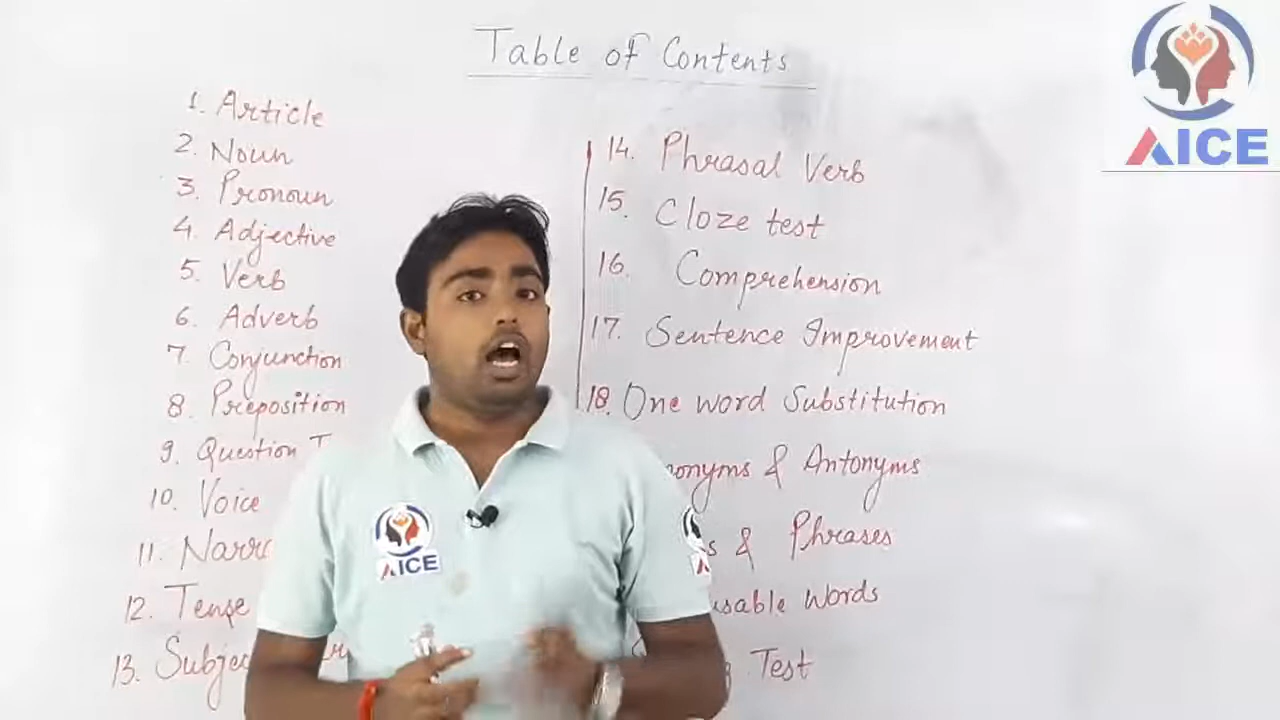 Table of Contents
1. Article
2. Noun
3. Pronoun
4. Adjective
5. Verb
6. Adverb
7. Conjunction
8. Preposition
9. Question
10. Voice
11.
12. Tense
13.
14. Phrasal Verb
15. Cloze test
16. Comprehension
17. Sentence Improvement
18. One word Substitution
& Antonyms
& Phrases
Words
Test
AICE
AICE